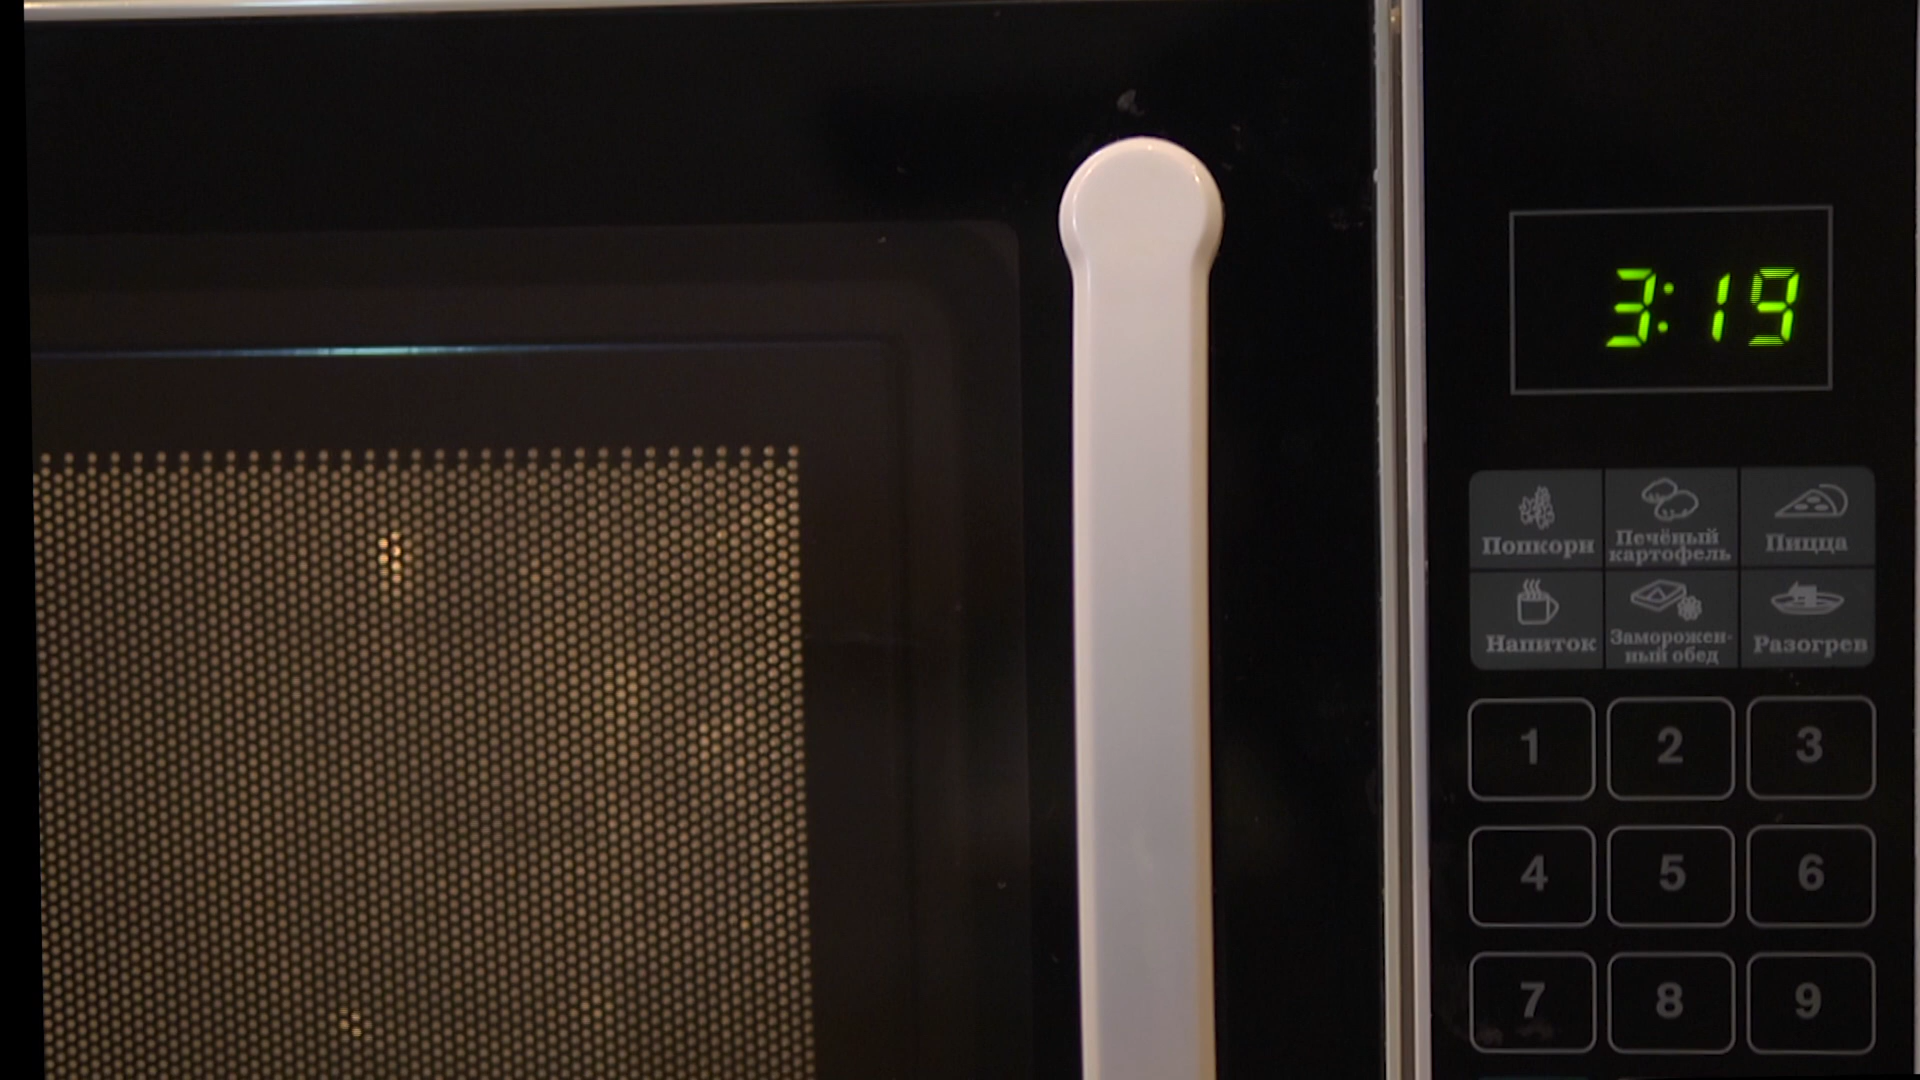 3:19
Попкорн
Печёный
картофель
Пицца
Напиток
Заморожен-
ный обед
Разогрев
1 2 3
4 5 6
7 8 9